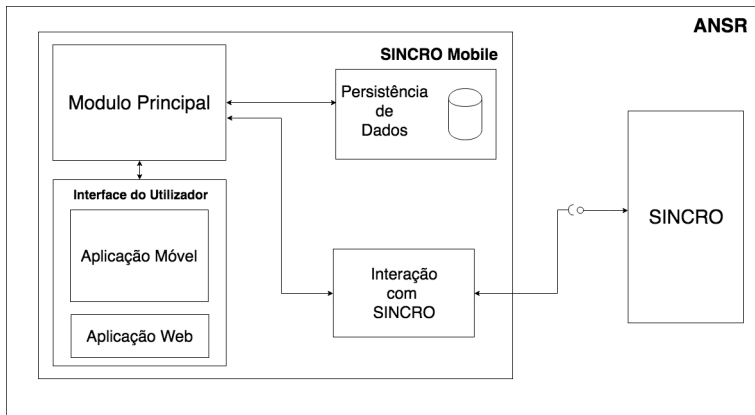 ANSR
SINCRO Mobile
Modulo Principal
Persistência
de
Dados
Interface do Utilizador
Aplicação Móvel
Aplicação Web
Interação
com
SINCRO
SINCRO